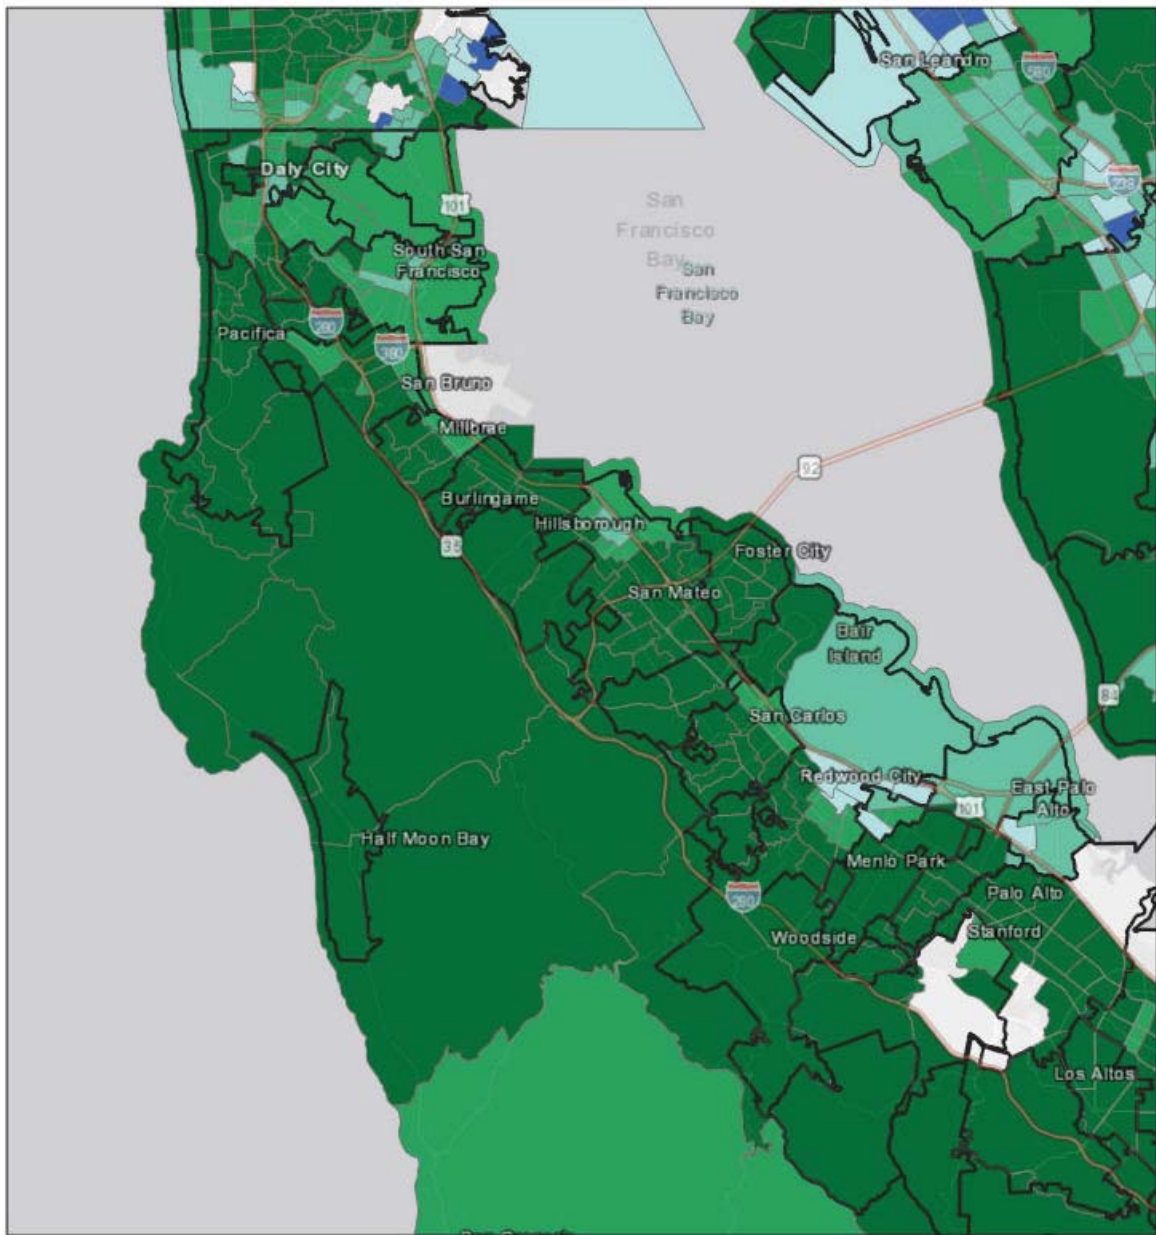 San Leandro
580
238
Daly City
101
San
Francisco
Bay
San
Francisco
Bay
South San
Francisco
Pacifica
280
380
San Bruno
Millbrae
92
Burlingame
Hillsborough
35
Foster City
San Mateo
Bair
Island
84
San Carlos
Redwood City
East Palo
Alto
101
Half Moon Bay
Menlo Park
280
Palo Alto
Woodside
Stanford
Los Altos